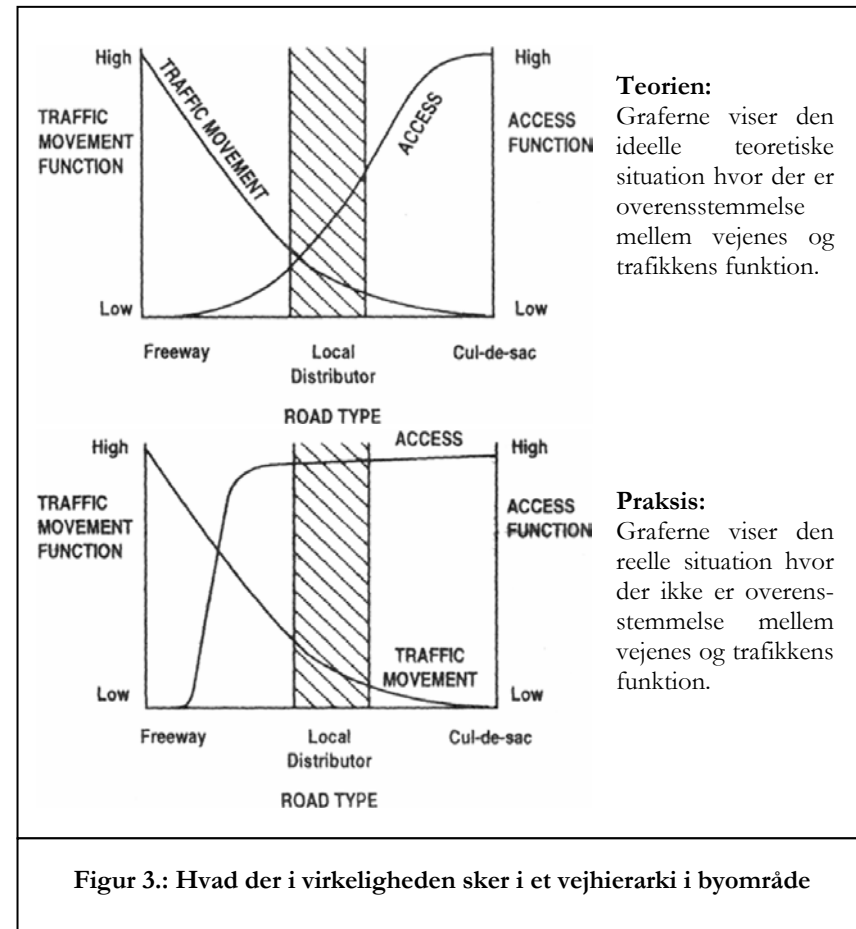 High
TRAFFIC MOVEMENT
TRAFFIC
MOVEMENT
FUNCTION
Low
ACCESS
High
ACCESS
FUNCTION
Low
Freeway
Local
Distributor
Cul-de-sac
ROAD TYPE
Teorien:
Graferne viser den
ideelle teoretiske
situation hvor der er
overensstemmelse
mellem vejenes og
trafikkens funktion.
High
TRAFFIC
MOVEMENT
FUNCTION
Low
ACCESS
TRAFFIC
MOVEMENT
High
ACCESS
FUNCTION
Low
Freeway
Local
Distributor
Cul-de-sac
ROAD TYPE
Praksis:
Graferne viser den
reelle situation hvor
der ikke er overens-
stemmelse mellem
vejenes og trafikkens
funktion.
Figur 3.: Hvad der i virkeligheden sker i et vejhierarki i byområde